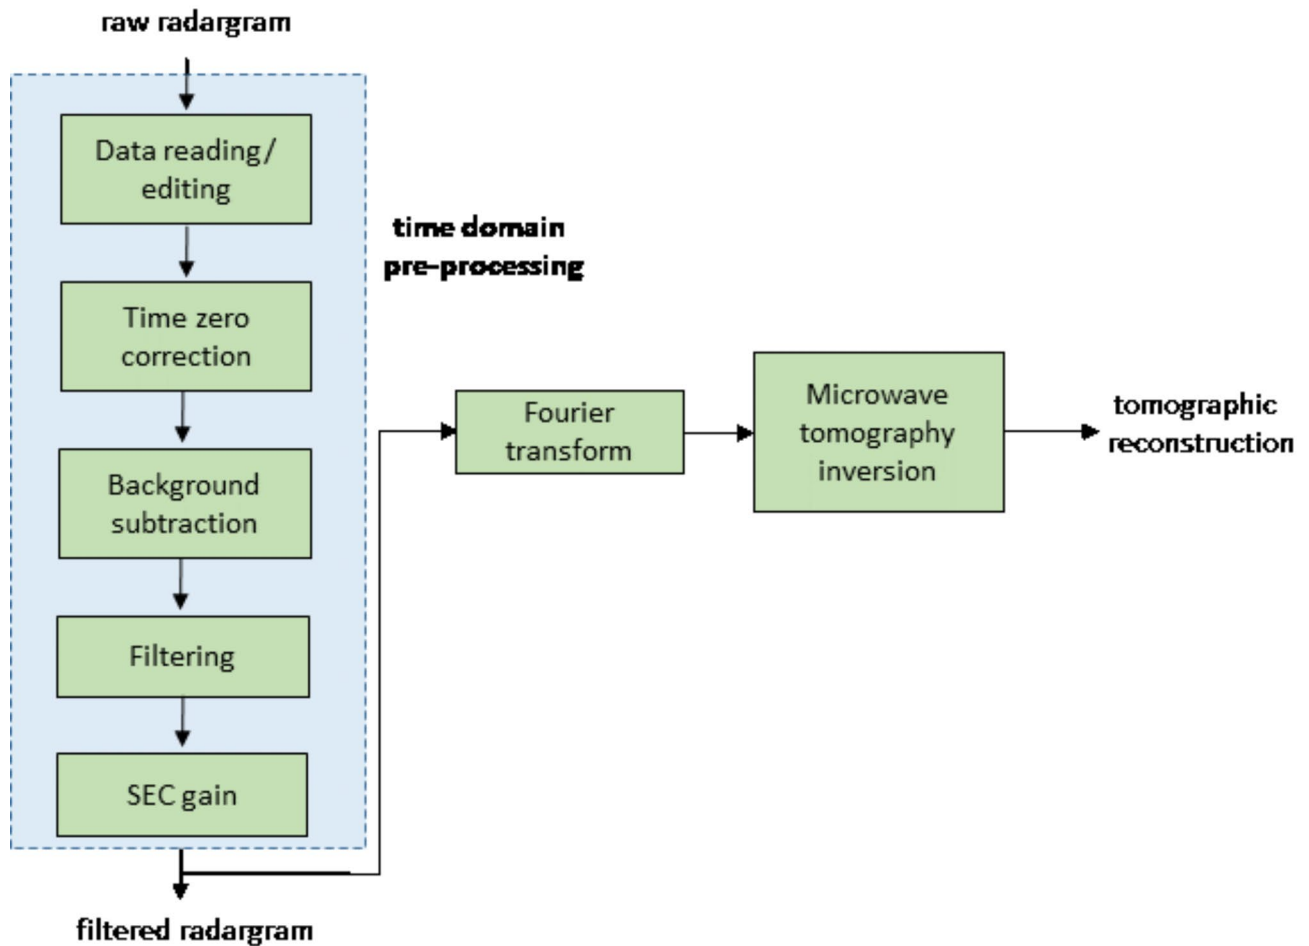 raw radargram
Data reading/
editing
Time zero
correction
Background
subtraction
Filtering
SEC gain
filtered radargram
time domain
pre-processing
Fourier
transform
Microwave
tomography
inversion
tomographic
reconstruction